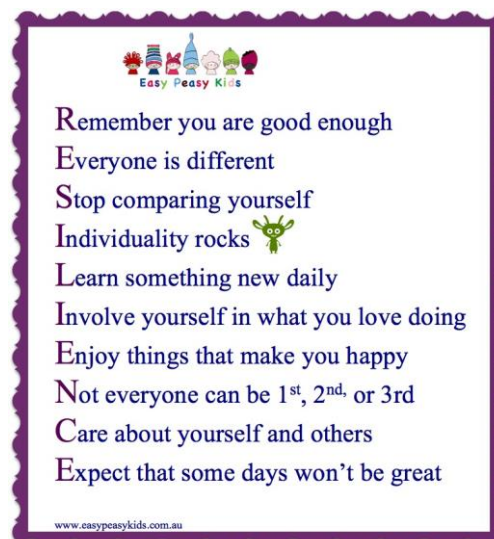 Easy Peasy Kids
Remember you are good enough
Everyone is different
Stop comparing yourself
Individuality rocks
Learn something new daily
Involve yourself in what you love doing
Enjoy things that make you happy
Not everyone can be 1st, 2nd, or 3rd
Care about yourself and others
Expect that some days won’t be great
www.easypeasykids.com.au